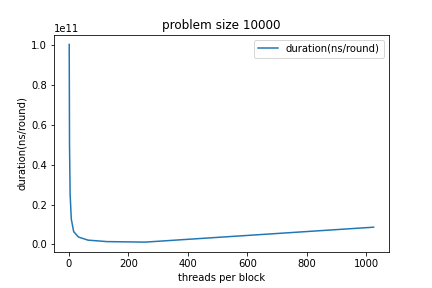 problem size 10000
1e11
duration(ns/round)
1.0
0.8
0.6
0.4
0.2
0.0
duration(ns/round)
0 200 400 600 800 1000
threads per block